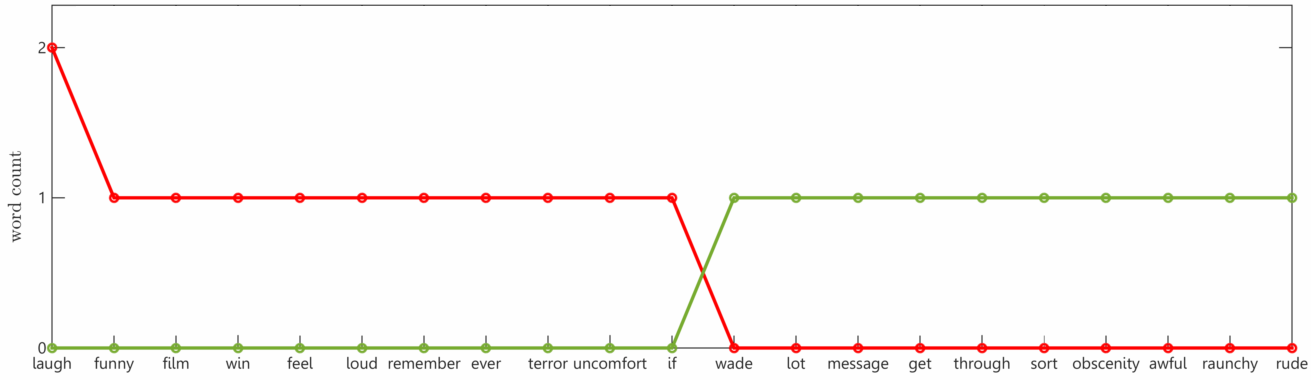 2
1
word count
0
laugh funny film win feel loud remember ever terror uncomfort if wade lot message get through sort obscenity awful raunchy rude